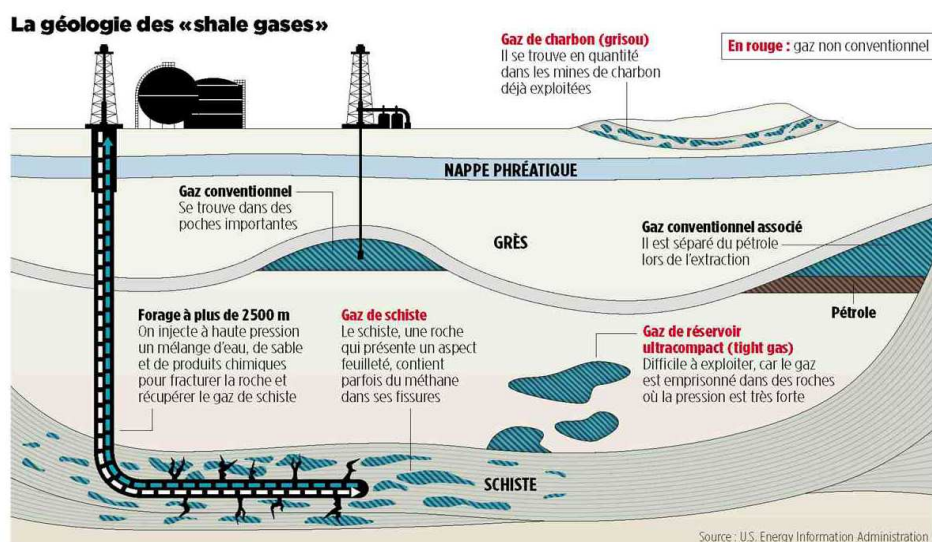 La géologie des «shale gases»
Gaz de charbon (grisou)
Il se trouve en quantité
dans les mines de charbon
déjà exploitées
En rouge : gaz non conventionnel
NAPPE PHRÉATIQUE
Gaz conventionnel
Se trouve dans des
poches importantes
GRÈS
Gaz conventionnel associé
Il est séparé du pétrole
lors de l'extraction
Pétrole
Forage à plus de 2500 m
On injecte à haute pression
un mélange d'eau, de sable
et de produits chimiques
pour fracturer la roche et
récupérer le gaz de schiste
Gaz de schiste
Le schiste, une roche
qui présente un aspect
feuilleté, contient
parfois du méthane
dans ses fissures
Gaz de réservoir
ultracompact (tight gas)
Difficile à exploiter, car le gaz
est emprisonné dans des roches
où la pression est très forte
SCHISTE
Source : U.S. Energy Information Administration